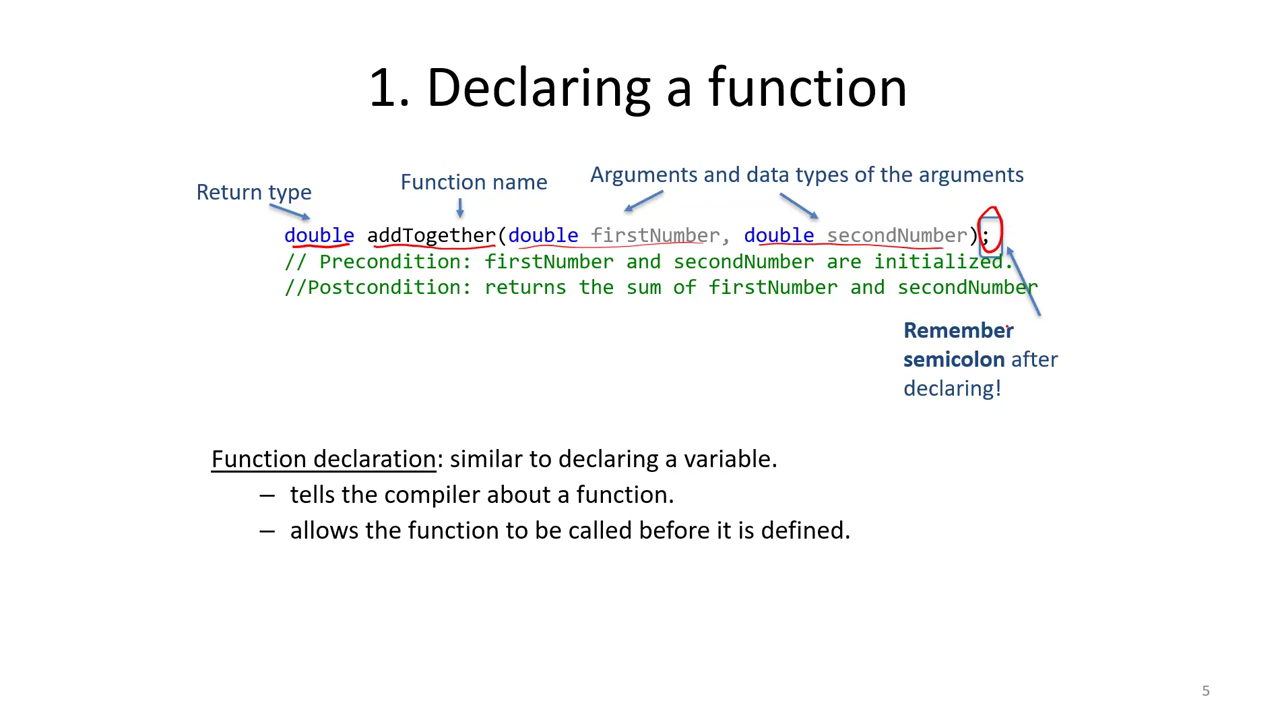 1. Declaring a function
Return type
Function name
Arguments and data types of the arguments
double addTogether(double firstNumber, double secondNumber);
// Precondition: firstNumber and secondNumber are initialized.
//Postcondition: returns the sum of firstNumber and secondNumber
Remember
semicolon after
declaring!
Function declaration: similar to declaring a variable.
– tells the compiler about a function.
– allows the function to be called before it is defined.
5